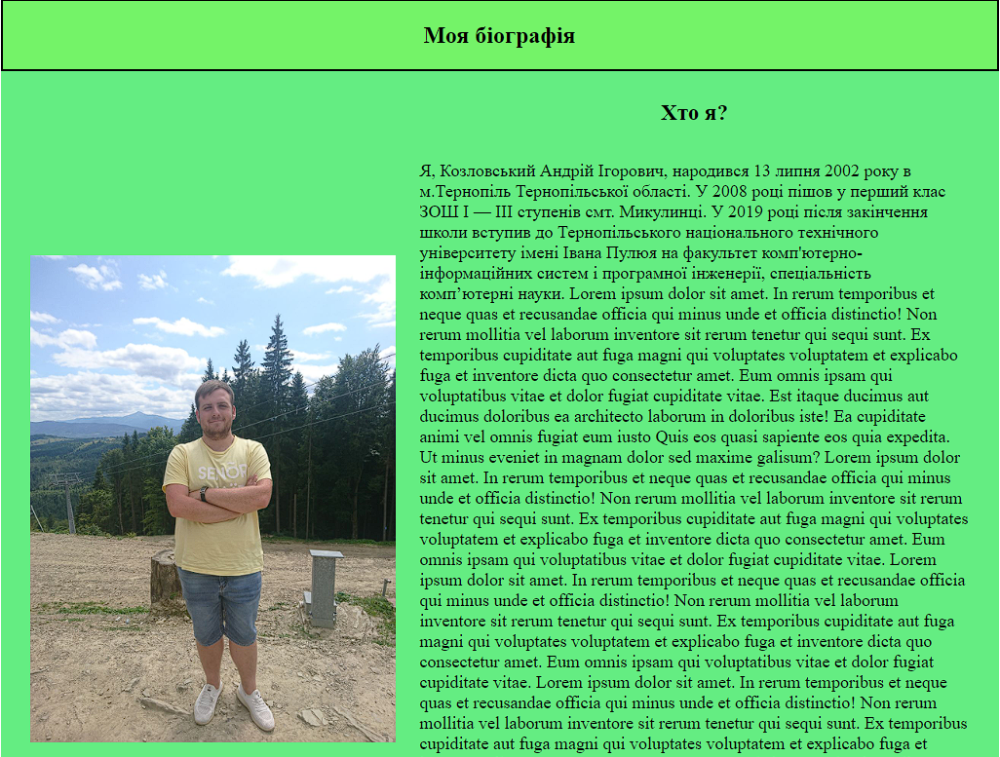 Моя біографія
Хто я?
Я, Козловський Андрій Ігорович, народився 13 липня 2002 року в
м.Тернопіль Тернопільської області. У 2008 році пішов у перший клас
ЗОШ І — ІІІ ступенів смт. Микулинці. У 2019 році після закінчення
школи вступив до Тернопільського національного технічного
університету імені Івана Пулюя на факультет комп'ютерно-
інформаційних систем і програмної інженерії, спеціальність
комп’ютерні науки. Lorem ipsum dolor sit amet. In rerum temporibus et
neque quas et recusandae officia qui minus unde et officia distinctio! Non
rerum mollitia vel laborum inventore sit rerum tenetur qui sequi sunt. Ex
temporibus cupiditate aut fuga magni qui voluptates voluptatem et explicabo
fuga et inventore dicta quo consectetur amet. Eum omnis ipsam qui
voluptatibus vitae et dolor fugiat cupiditate vitae. Est itaque ducimus aut
ducimus doloribus ea architecto laborum in doloribus iste! Ea cupiditate
animi vel omnis fugiat eum iusto Quis eos quasi sapiente eos quia expedita.
Ut minus eveniet in magnam dolor sed maxime galisum? Lorem ipsum dolor
sit amet. In rerum temporibus et neque quas et recusandae officia qui minus
unde et officia distinctio! Non rerum mollitia vel laborum inventore sit rerum
tenetur qui sequi sunt. Ex temporibus cupiditate aut fuga magni qui voluptates
voluptatem et explicabo fuga et inventore dicta quo consectetur amet. Eum
omnis ipsam qui voluptatibus vitae et dolor fugiat cupiditate vitae. Lorem
ipsum dolor sit amet. In rerum temporibus et neque quas et recusandae officia
qui minus unde et officia distinctio! Non rerum mollitia vel laborum
inventore sit rerum tenetur qui sequi sunt. Ex temporibus cupiditate aut fuga
magni qui voluptates voluptatem et explicabo fuga et inventore dicta quo
consectetur amet. Eum omnis ipsam qui voluptatibus vitae et dolor fugiat
cupiditate vitae. Lorem ipsum dolor sit amet. In rerum temporibus et neque
quas et recusandae officia qui minus unde et officia distinctio! Non rerum
mollitia vel laborum inventore sit rerum tenetur qui sequi sunt. Ex temporibus
cupiditate aut fuga magni qui voluptates voluptatem et explicabo fuga et